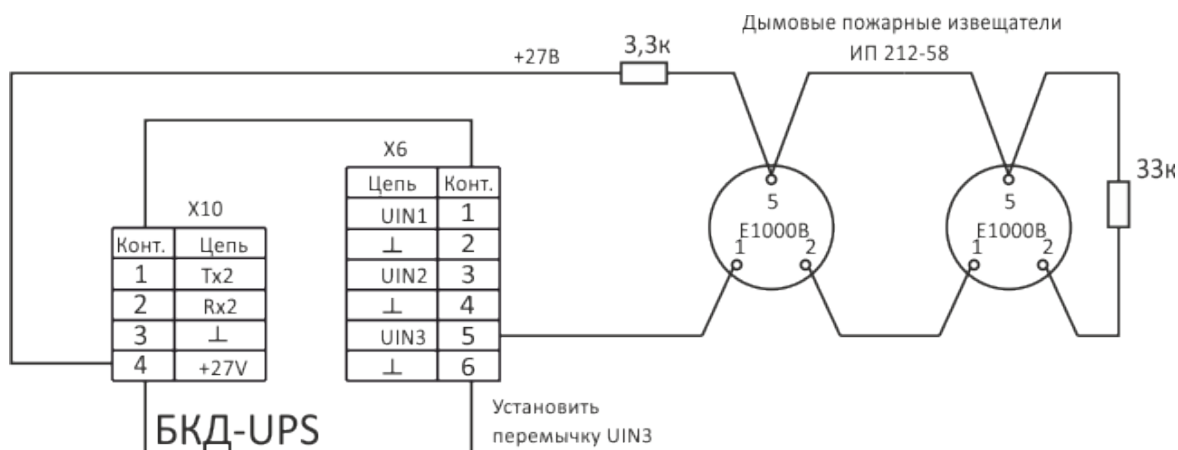 Дымовые пожарные извещатели
ИП 212-58
+27В
3,3к
33к
X6
Цепь Конт.
UIN1 1
⊥ 2
UIN2 3
⊥ 4
UIN3 5
⊥ 6
X10
Конт. Цепь
1 Tx2
2 Rx2
3 ⊥
4 +27V
5
E1000B
1 2
5
E1000B
1 2
БКД-UPS
Установить
перемычку UIN3